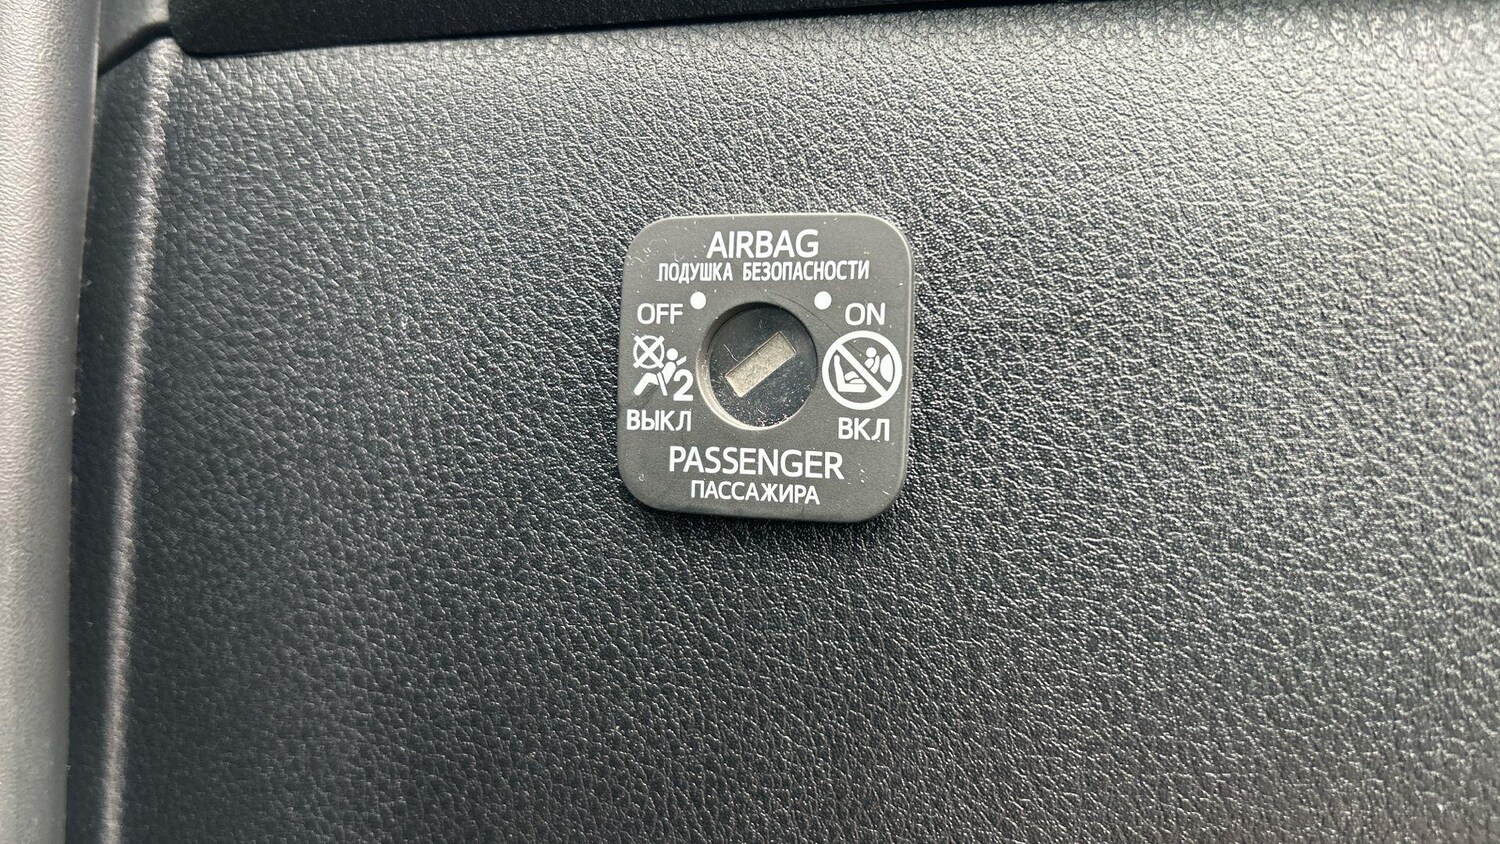 AIRBAG
ПОДУШКА БЕЗОПАСНОСТИ
OFF ON
2
ВЫКЛ ВКЛ
PASSENGER
ПАССАЖИРА